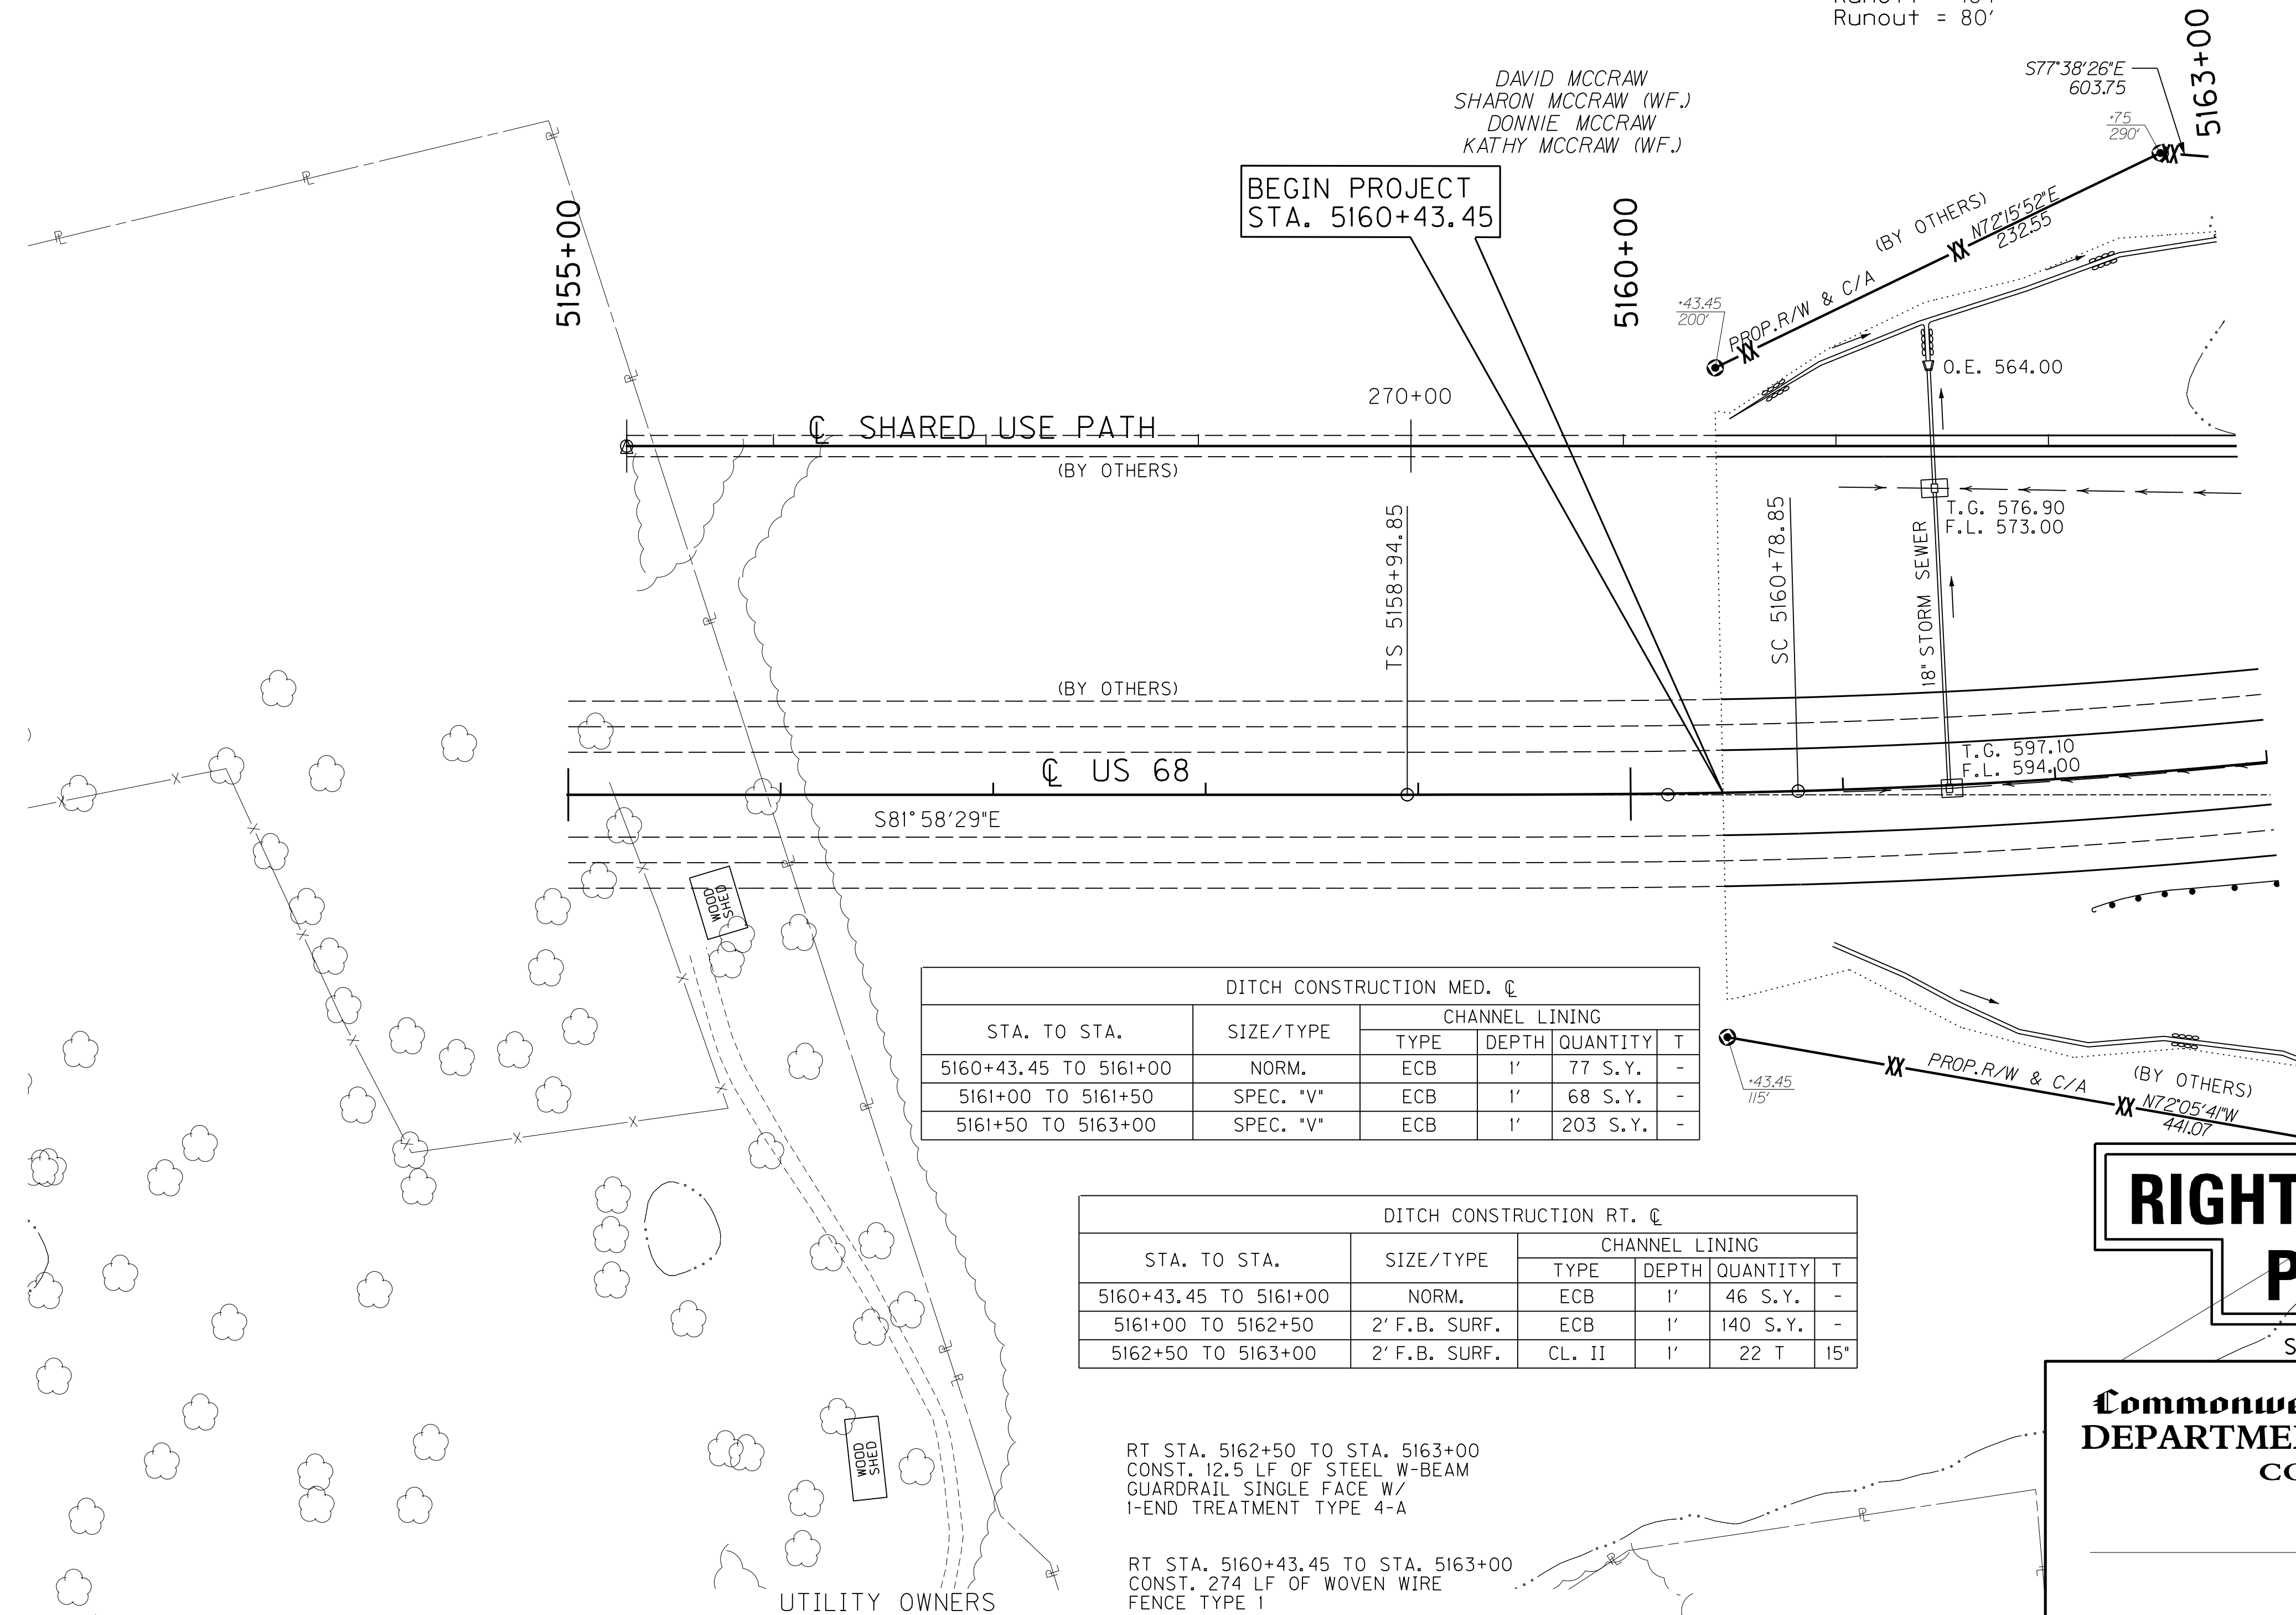 Runout = 80'
5163+00
S77°38'26"E
603.75
DAVID MCCRAW
SHARON MCCRAW (WF.)
DONNIE MCCRAW
KATHY MCCRAW (WF.)
+75
290'
BEGIN PROJECT
STA. 5160+43.45
5155+00
5160+00
(BY OTHERS)
N72°15'52"E
232.55
PROP.R/W & C/A
+43.45
200'
O.E. 564.00
270+00
℄ SHARED USE PATH
(BY OTHERS)
TS 5158+94.85
SC 5160+78.85
18" STORM SEWER
T.G. 576.90
F.L. 573.00
(BY OTHERS)
T.G. 597.10
F.L. 594.00
℄ US 68
S81°58'29"E
WOOD
SHED
DITCH CONSTRUCTION MED. ℄
STA. TO STA. SIZE/TYPE CHANNEL LINING
TYPE DEPTH QUANTITY T
5160+43.45 TO 5161+00 NORM. ECB 1' 77 S.Y. -
5161+00 TO 5161+50 SPEC. "V" ECB 1' 68 S.Y. -
5161+50 TO 5163+00 SPEC. "V" ECB 1' 203 S.Y. -
+43.45
115'
PROP.R/W & C/A
(BY OTHERS)
N72°05'41"W
441.07
RIGHT
P
DITCH CONSTRUCTION RT. ℄
STA. TO STA. SIZE/TYPE CHANNEL LINING
TYPE DEPTH QUANTITY T
5160+43.45 TO 5161+00 NORM. ECB 1' 46 S.Y. -
5161+00 TO 5162+50 2' F.B. SURF. ECB 1' 140 S.Y. -
5162+50 TO 5163+00 2' F.B. SURF. CL. II 1' 22 T 15"
S
Commonwe
DEPARTME
CO
WOOD
SHED
RT STA. 5162+50 TO STA. 5163+00
CONST. 12.5 LF OF STEEL W-BEAM
GUARDRAIL SINGLE FACE W/
1-END TREATMENT TYPE 4-A
RT STA. 5160+43.45 TO STA. 5163+00
CONST. 274 LF OF WOVEN WIRE
FENCE TYPE 1
UTILITY OWNERS